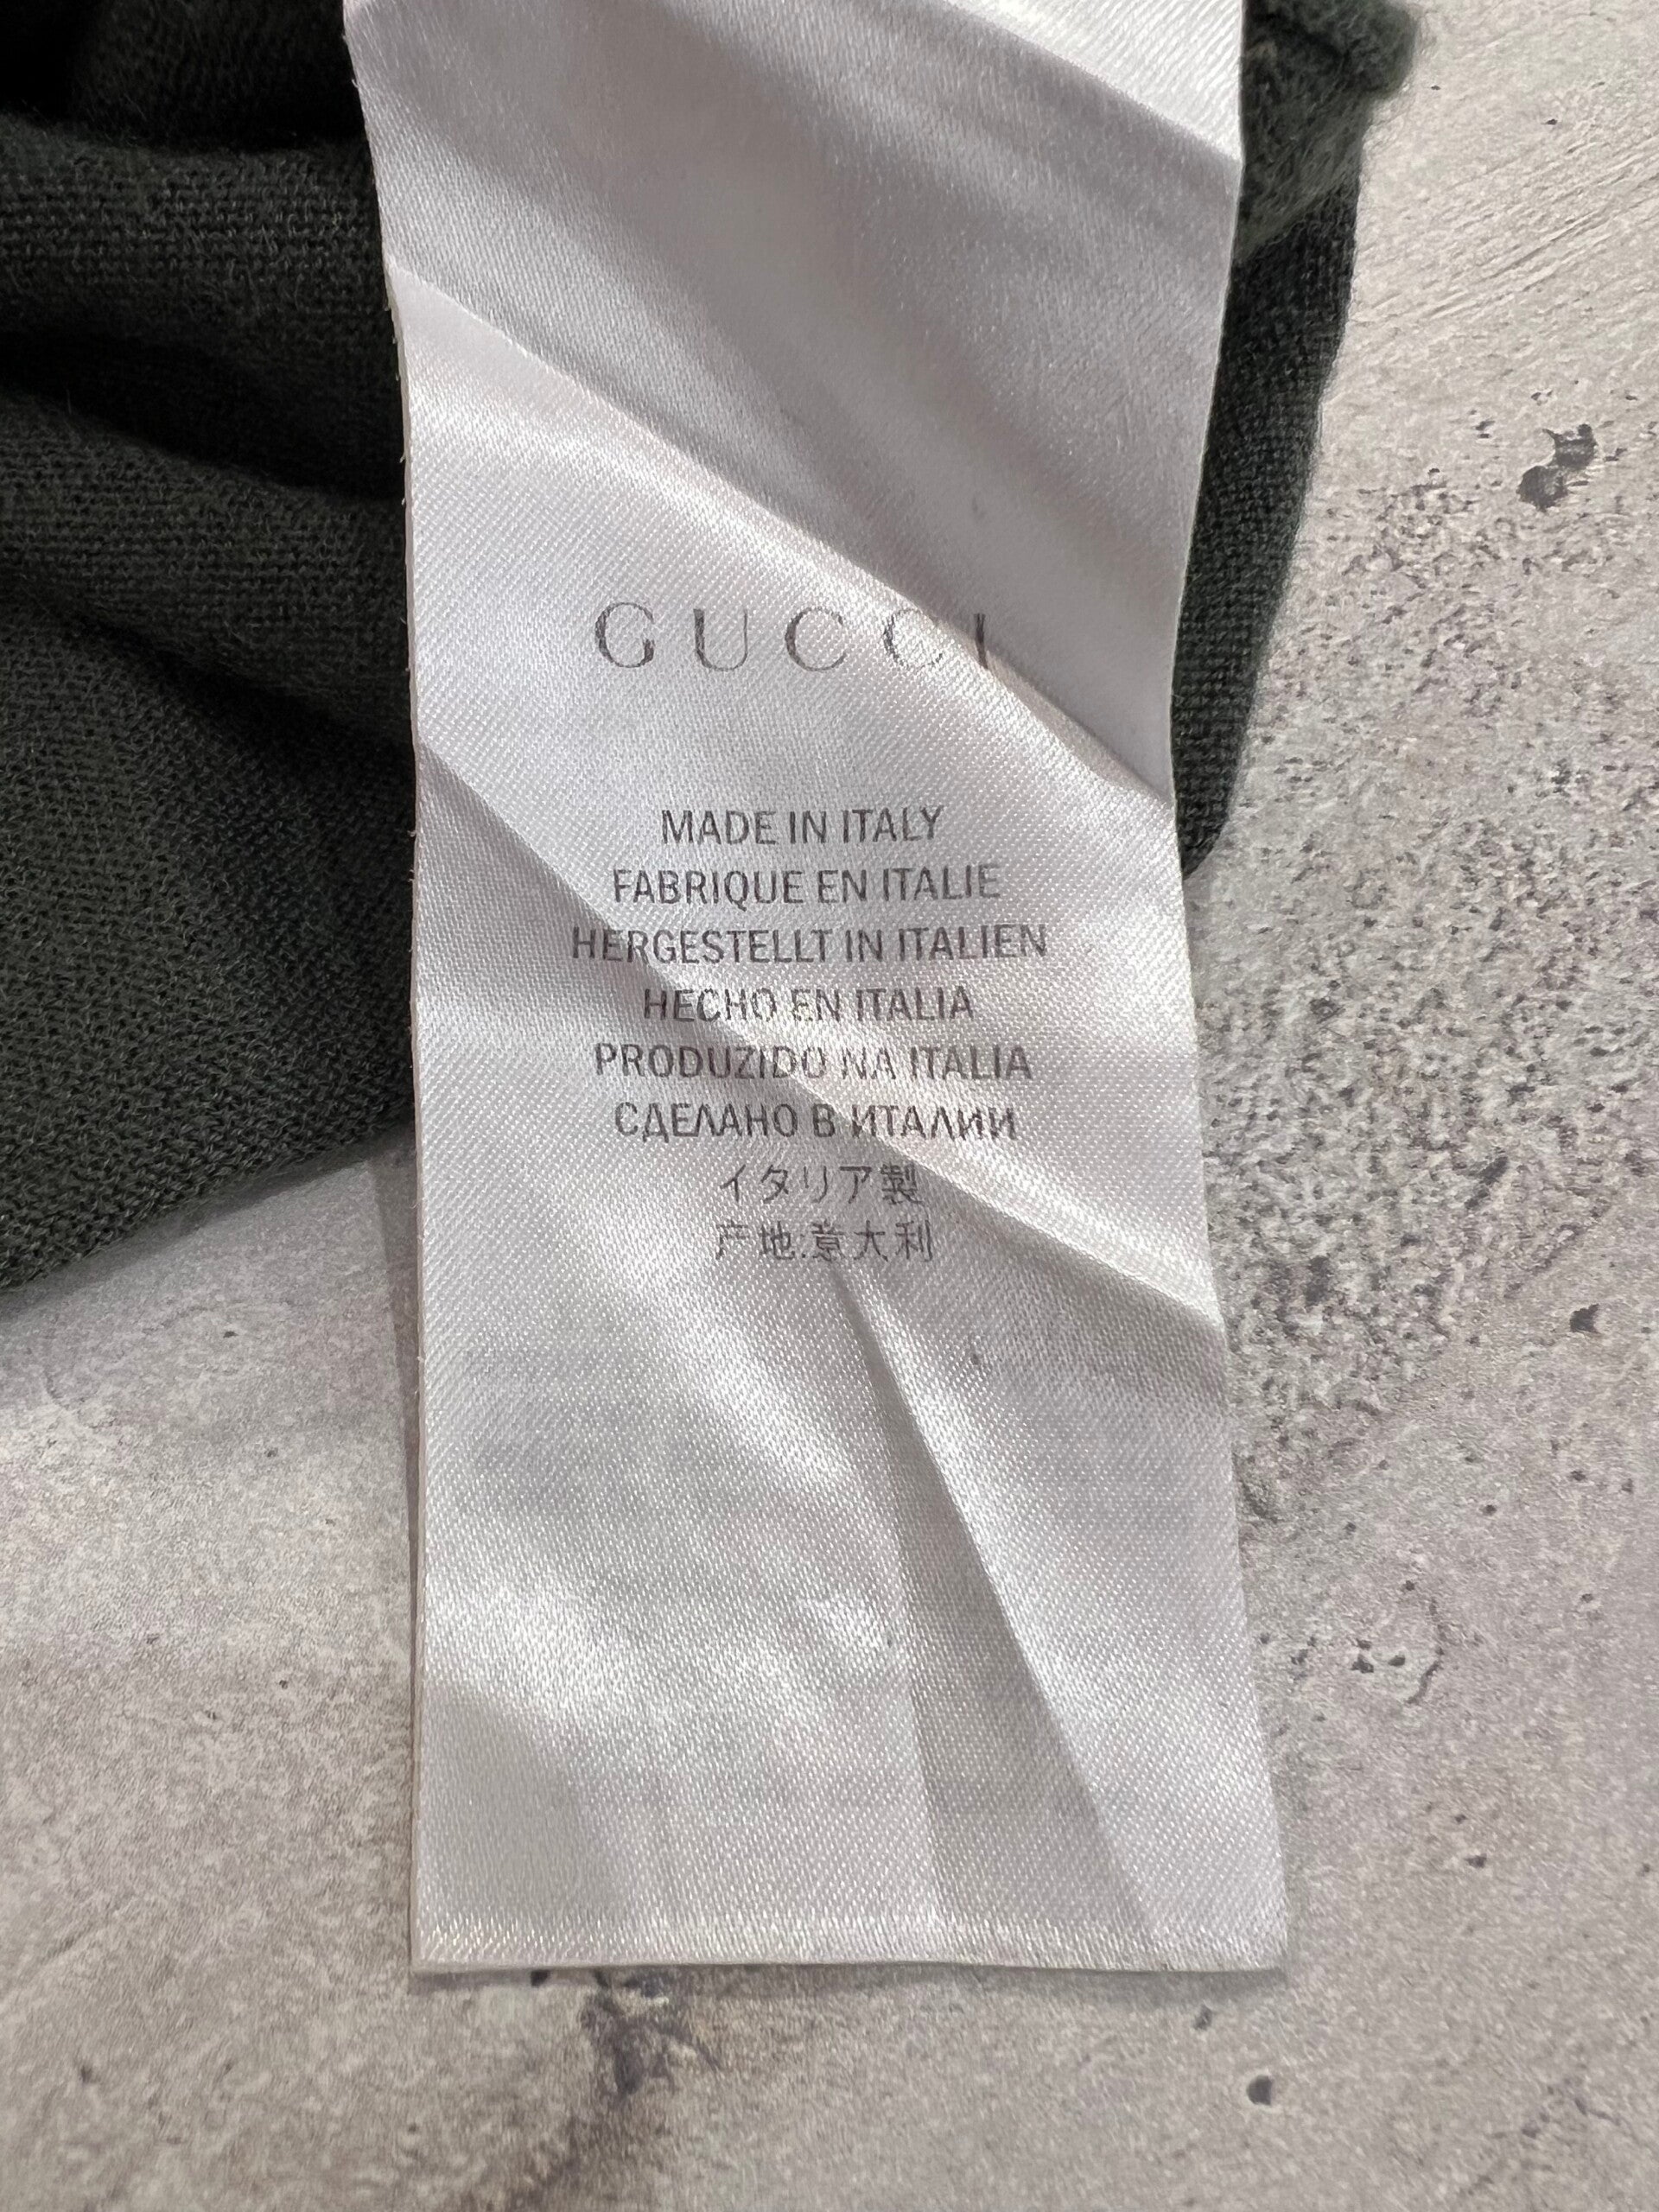 GUCCI
MADE IN ITALY
FABRIQUE EN ITALIE
HERGESTELLT IN ITALIEN
HECHO EN ITALIA
PRODUZIDO NA ITALIA
СДЕЛАНО В ИТАЛИИ
イタリア製
产地:意大利